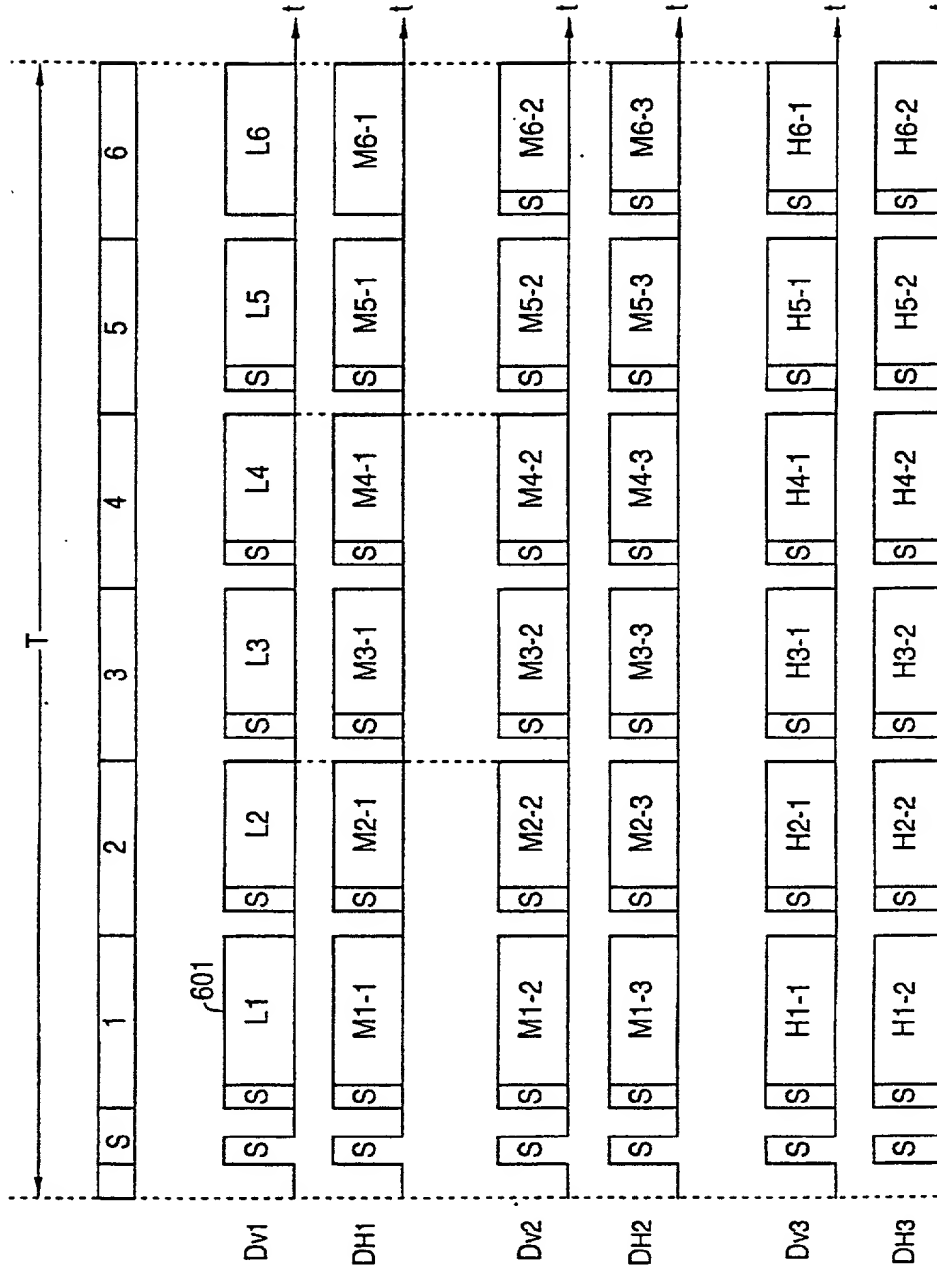 T
S 1 2 3 4 5 6
601
Dv1 S S L1 S L2 S L3 S L4 S L5 L6 t
DH1 S S M1-1 S M2-1 S M3-1 S M4-1 S M5-1 M6-1 t
Dv2 S S M1-2 S M2-2 S M3-2 S M4-2 S M5-2 S M6-2 t
DH2 S S M1-3 S M2-3 S M3-3 S M4-3 S M5-3 S M6-3 t
Dv3 S S H1-1 S H2-1 S H3-1 S H4-1 S H5-1 S H6-1 t
DH3 S S H1-2 S H2-2 S H3-2 S H4-2 S H5-2 S H6-2 t